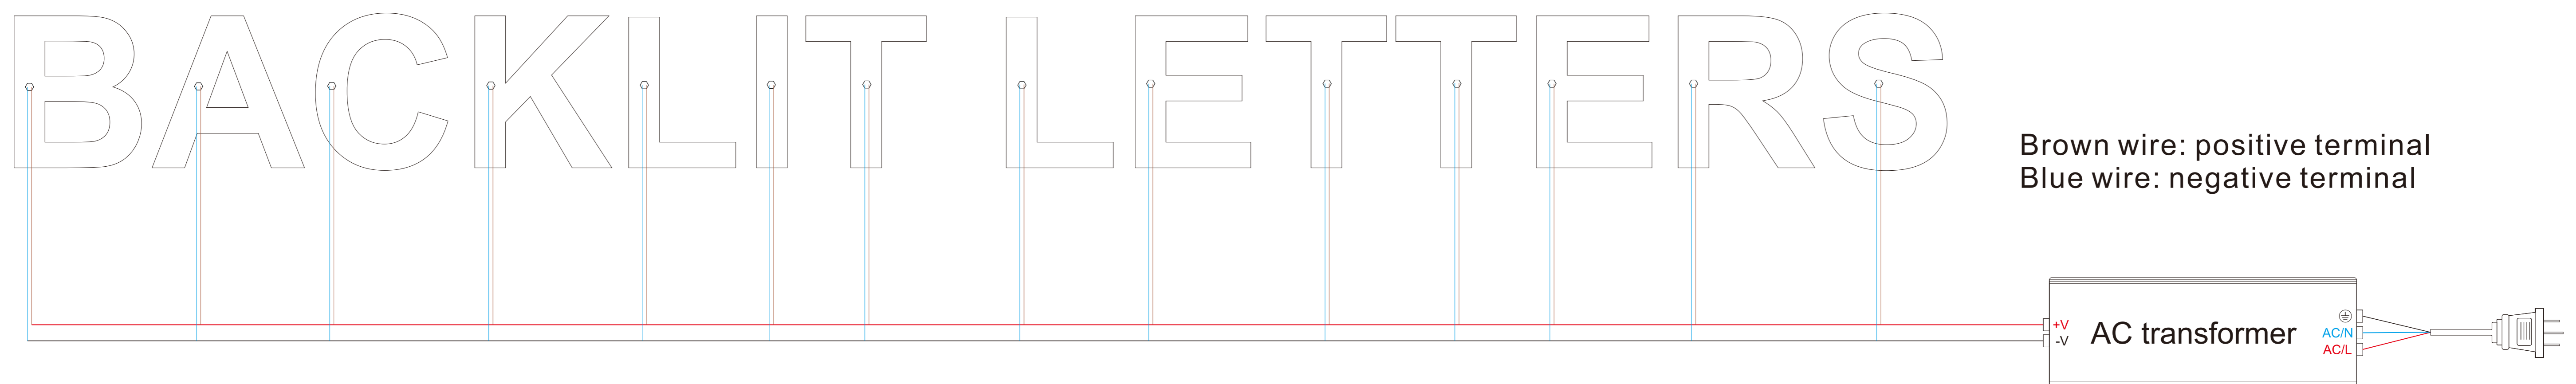 BACKLIT LETTERS
Brown wire: positive terminal
Blue wire: negative terminal
+V
-V
AC transformer
AC/N
AC/L